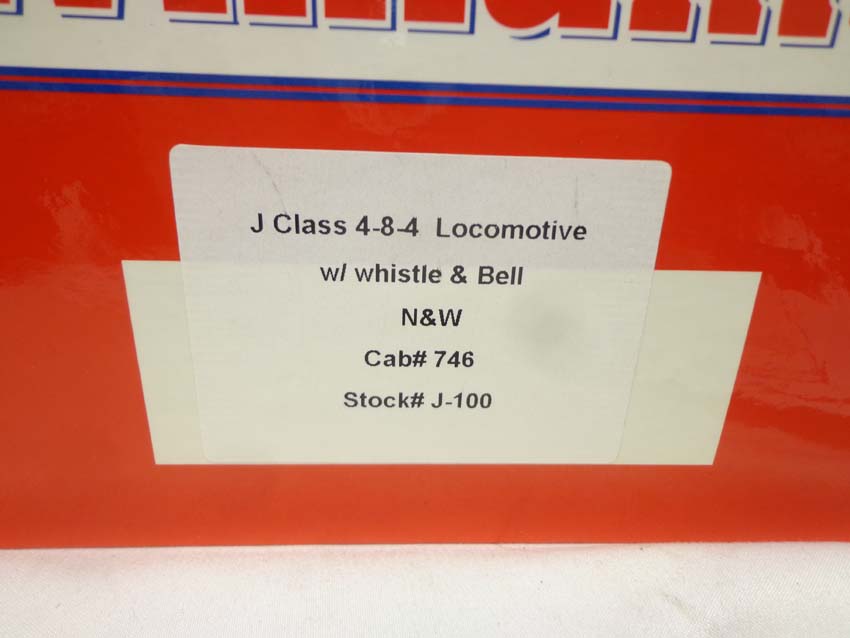 J Class 4-8-4 Locomotive
w/ whistle & Bell
N&W
Cab# 746
Stock# J-100